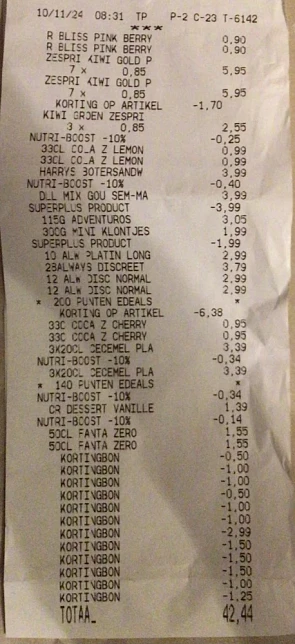 10/11/24 08:31 TP P-2 C-23 T-6142
***
R BLISS PINK BERRY 0,90
R BLISS PINK BERRY 0,90
ZESPRI KIWI GOLD P
7 x 0,85 5,95
ZESPRI KIWI GOLD P
7 x 0,85 5,95
KORTING OP ARTIKEL -1,70
KIWI GROEN ZESPRI
3 x 0,85 2,55
NUTRI-BOOST -10% -0,25
33CL COLA Z LEMON 0,99
33CL COLA Z LEMON 0,99
HARRYS BOTERSANDW 3,99
NUTRI-BOOST -10% -0,40
DLL MIX GOU SEM-MA 3,99
SUPERPLUS PRODUCT -3,99
115G ADVENTUROS 3,05
300G MINI KLONTJES 1,99
SUPERPLUS PRODUCT -1,99
10 ALW PLATIN LONG 2,99
28ALWAYS DISCREET 3,79
12 ALW DISC NORMAL 2,99
12 ALW DISC NORMAL 2,99
* 200 PUNTEN EDEALS *
KORTING OP ARTIKEL -6,38
33C COCA Z CHERRY 0,95
33C COCA Z CHERRY 0,95
3X20CL CECEMEL PLA 3,39
NUTRI-BOOST -10% -0,34
3X20CL CECEMEL PLA 3,39
* 140 PUNTEN EDEALS *
NUTRI-BOOST -10% -0,34
CR DESSERT VANILLE 1,39
NUTRI-BOOST -10% -0,14
50CL FANTA ZERO 1,55
50CL FANTA ZERO 1,55
KORTINGBON -0,50
KORTINGBON -1,00
KORTINGBON -1,00
KORTINGBON -0,50
KORTINGBON -1,00
KORTINGBON -1,00
KORTINGBON -2,99
KORTINGBON -1,50
KORTINGBON -1,50
KORTINGBON -1,50
KORTINGBON -1,00
KORTINGBON -1,25
TOTAAL 42,44